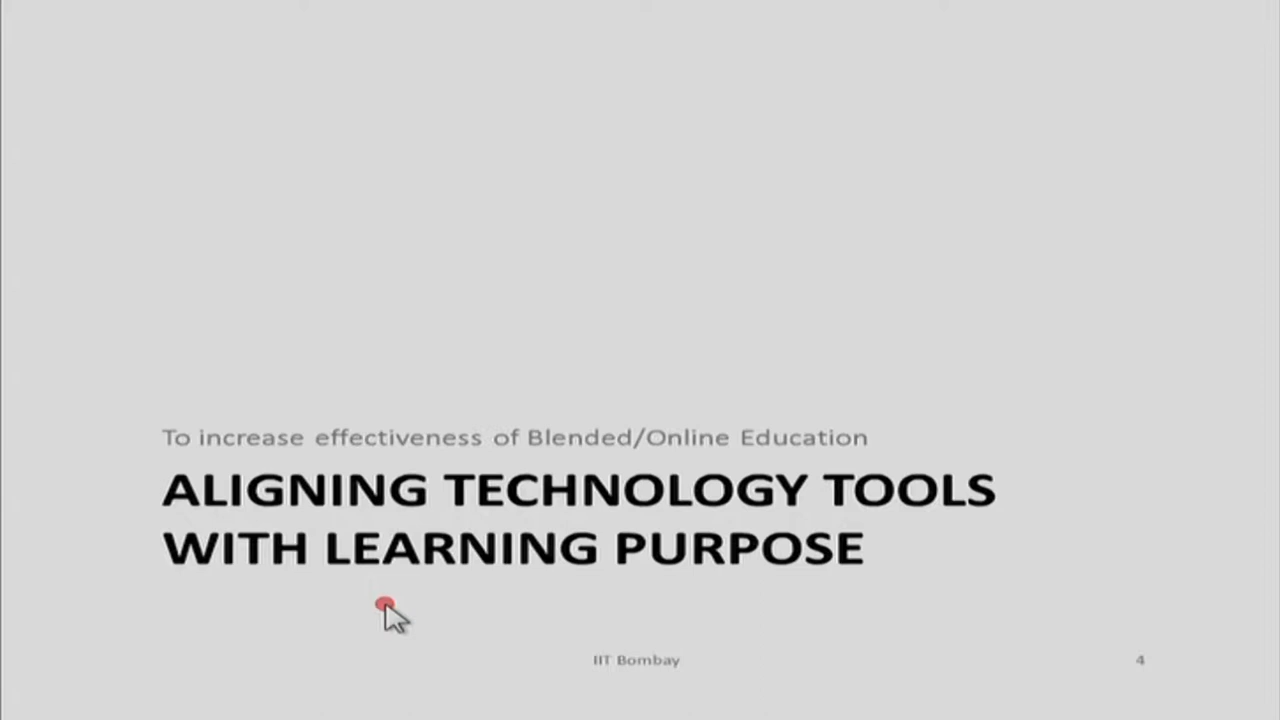 To increase effectiveness of Blended/Online Education
ALIGNING TECHNOLOGY TOOLS
WITH LEARNING PURPOSE
IIT Bombay
4